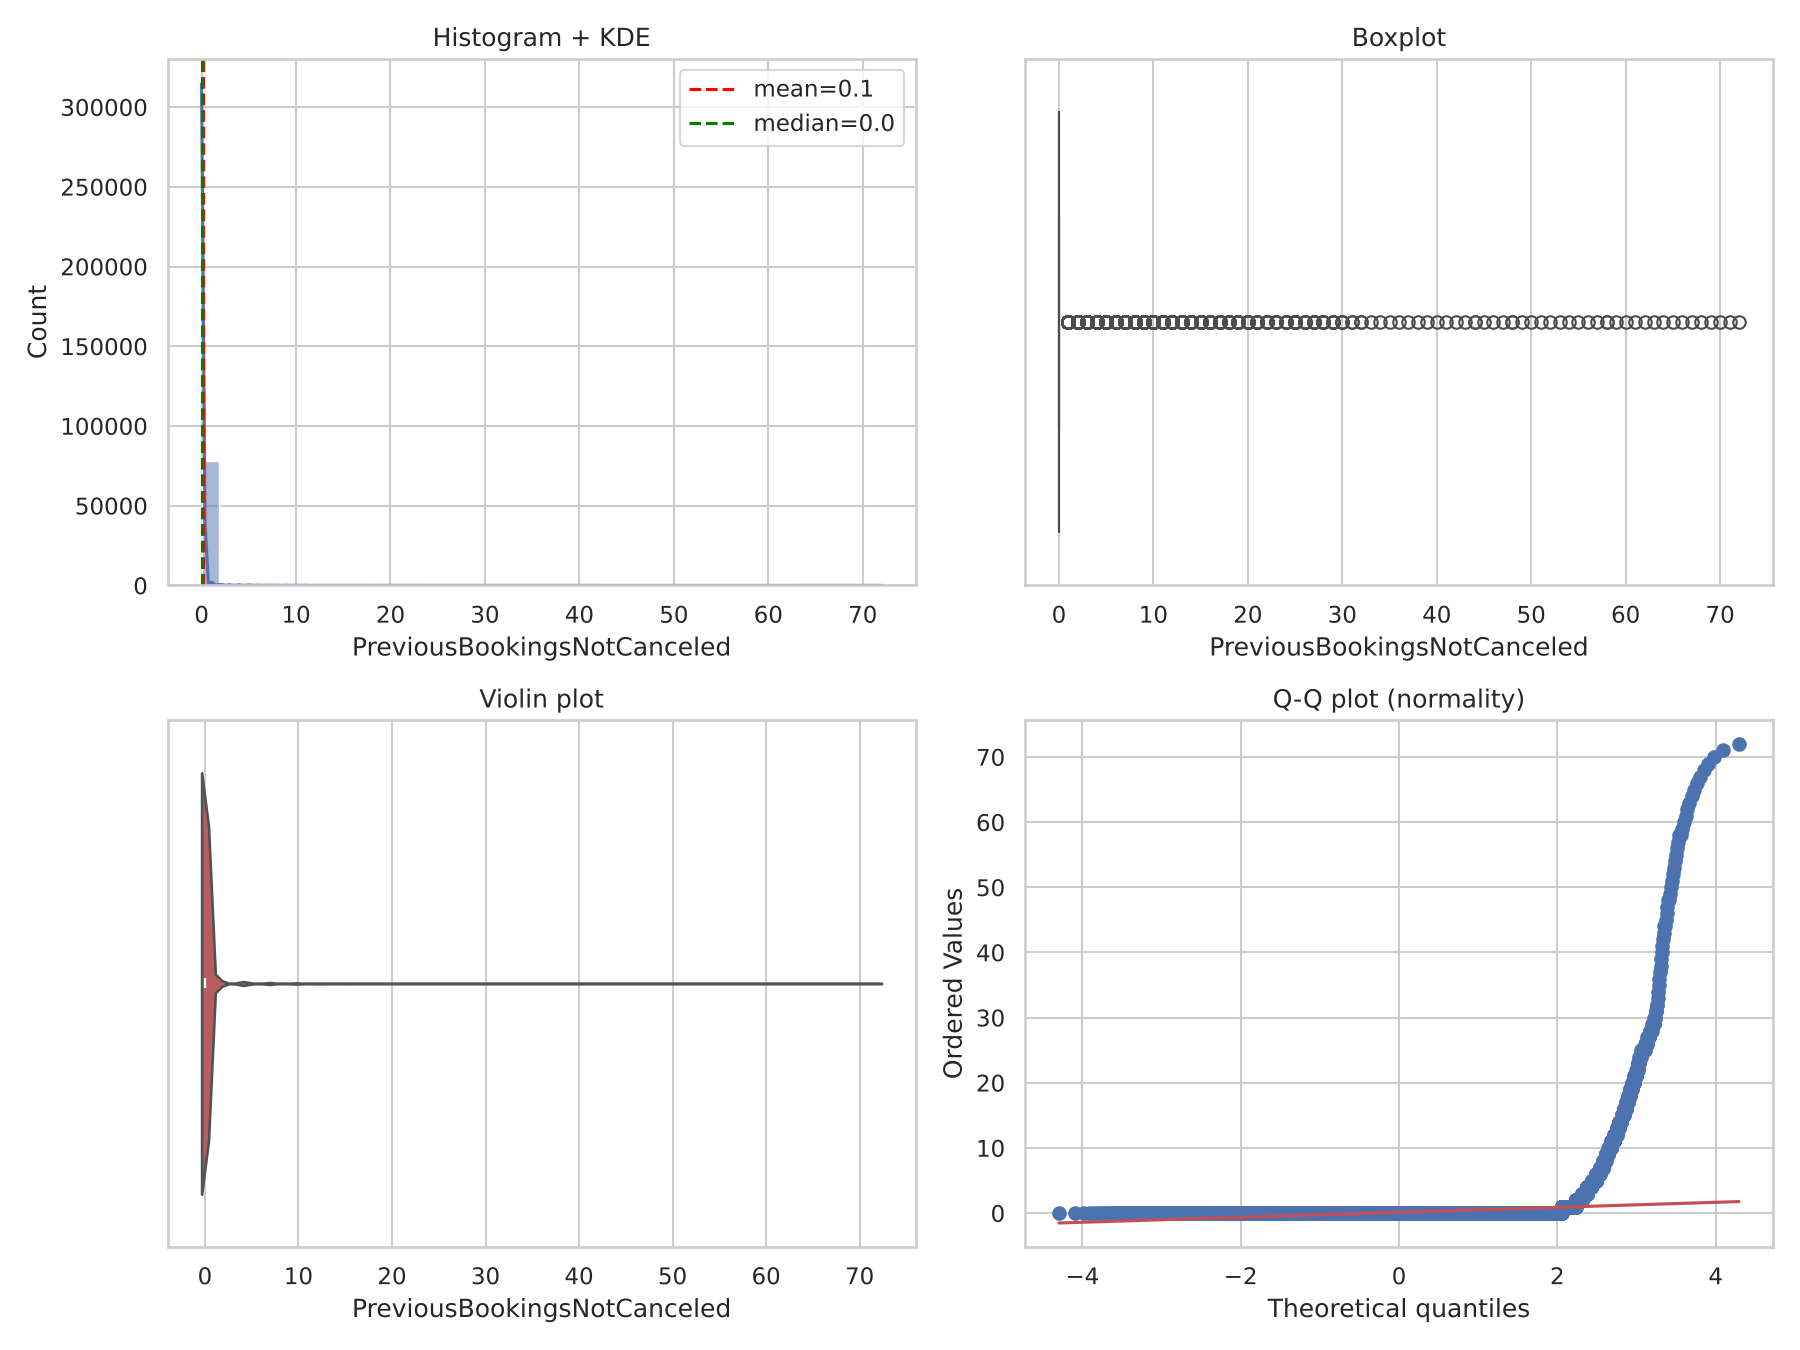 Histogram + KDE
mean=0.1
median=0.0
300000
250000
200000
150000
100000
50000
0
Count
0 10 20 30 40 50 60 70
PreviousBookingsNotCanceled
Boxplot
0 10 20 30 40 50 60 70
PreviousBookingsNotCanceled
Violin plot
0 10 20 30 40 50 60 70
PreviousBookingsNotCanceled
Q-Q plot (normality)
70
60
50
40
30
20
10
0
Ordered Values
−4 −2 0 2 4
Theoretical quantiles